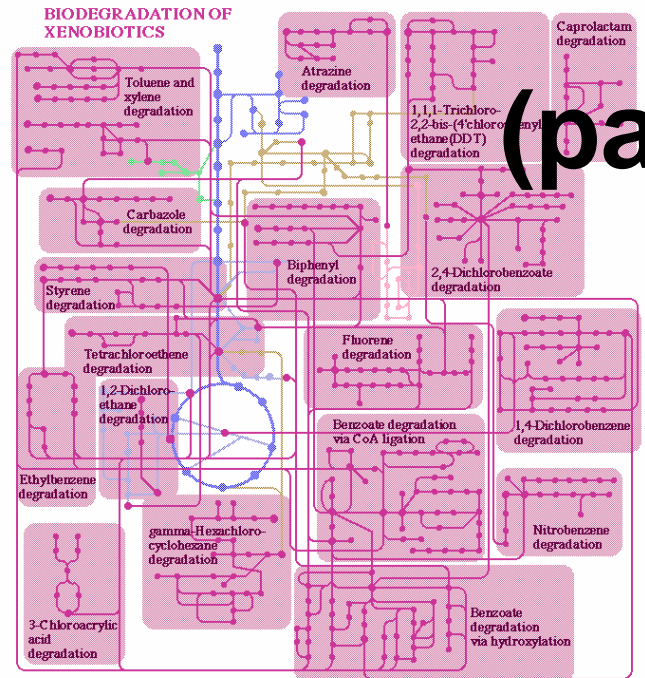 BIODEGRADATION OF
XENOBIOTICS
Toluene and
xylene
degradation
Atrazine
degradation
1,1,1-Trichloro-
2,2-bis-(4'chlorophenyl)
ethane(DDT)
degradation
Caprolactam
degradation
(pa
Carbazole
degradation
Biphenyl
degradation
2,4-Dichlorobenzoate
degradation
Styrene
degradation
Tetrachloroethene
degradation
Fluorene
degradation
1,2-Dichloro-
ethane
degradation
Benzoate degradation
via CoA ligation
1,4-Dichlorobenzene
degradation
Ethylbenzene
degradation
gamma-Hexachloro-
cyclohexane
degradation
Nitrobenzene
degradation
3-Chloroacrylic
acid
degradation
Benzoate
degradation
via hydroxylation